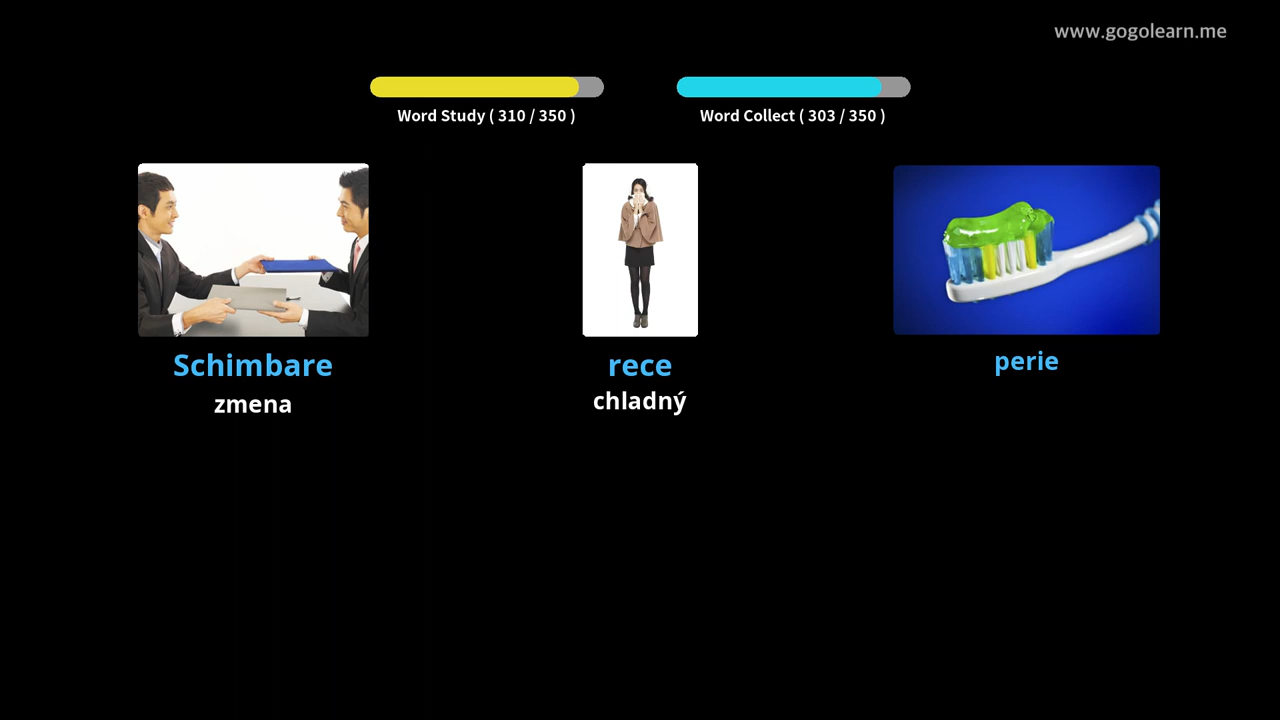 www.gogolearn.me
Word Study ( 310 / 350 )
Word Collect ( 303 / 350 )
Schimbare
zmena
rece
chladný
perie